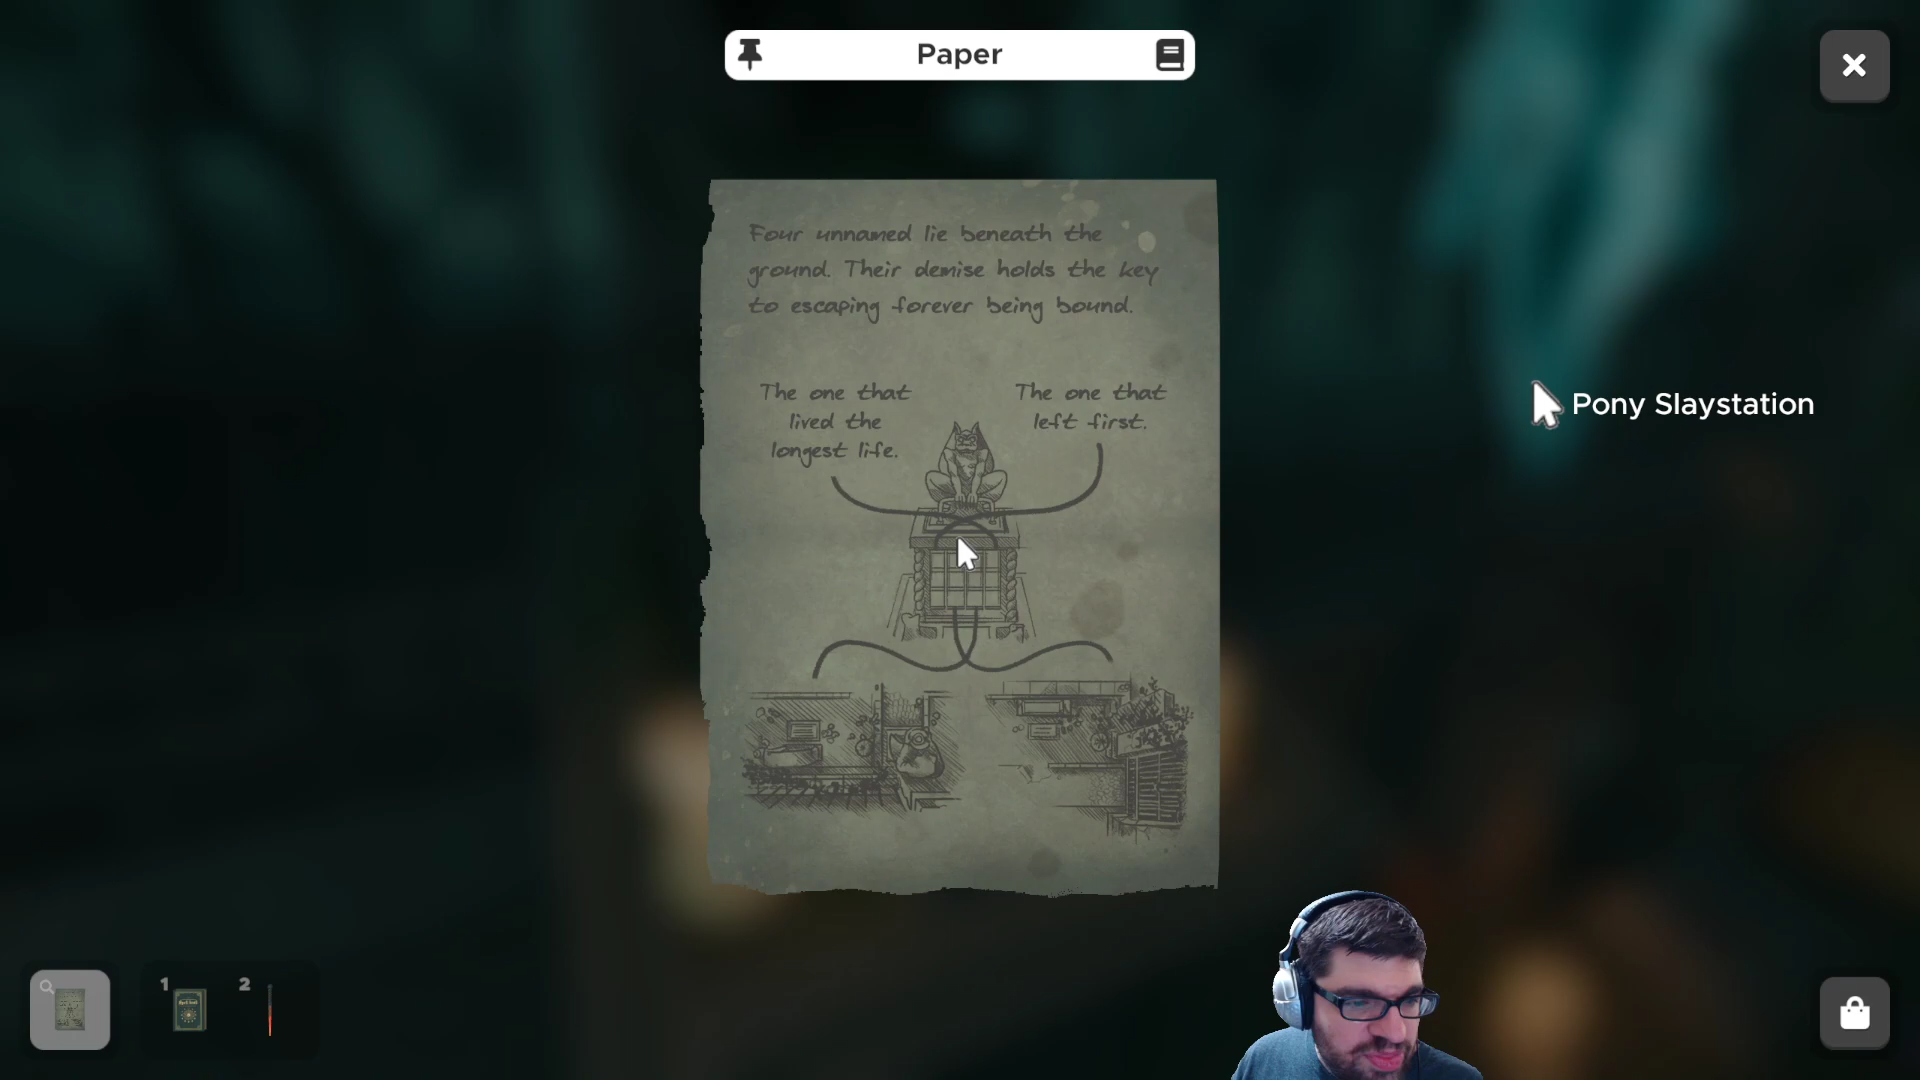 Paper
Four unnamed lie beneath the
ground. Their demise holds the key
to escaping forever being bound.
The one that
lived the
longest life.
The one that
left first.
Pony Slaystation
1
2